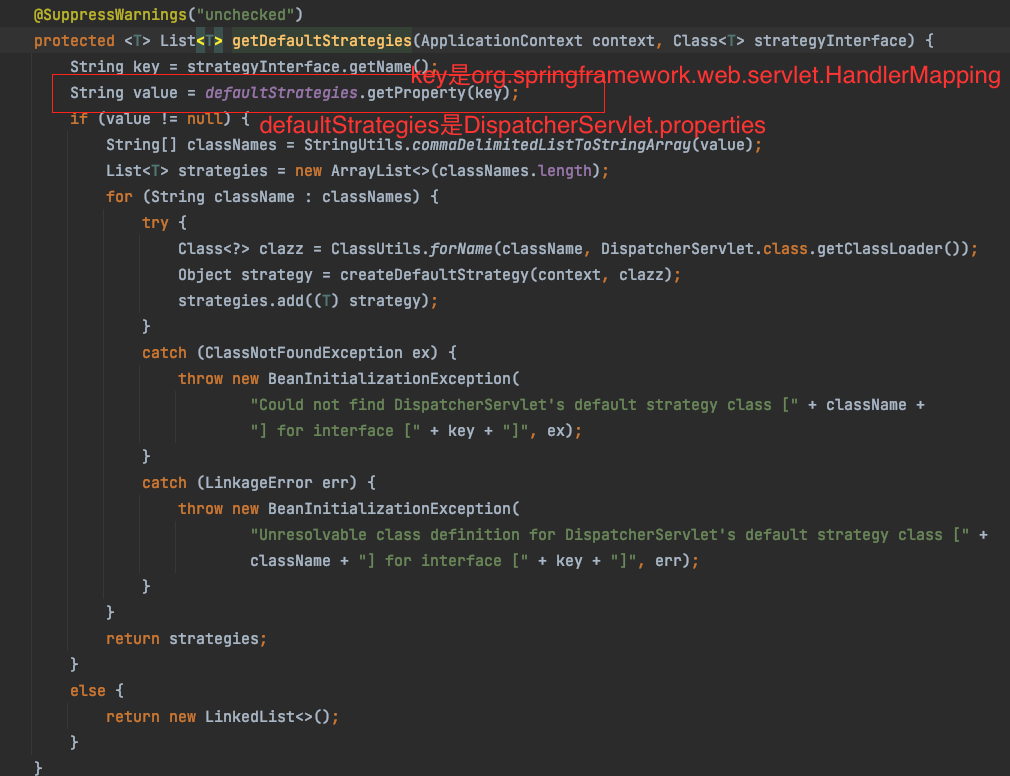 @SuppressWarnings("unchecked")
protected <T> List<T> getDefaultStrategies(ApplicationContext context, Class<T> strategyInterface) {
String key = strategyInterface.getName();
key是org.springframework.web.servlet.HandlerMapping
String value = defaultStrategies.getProperty(key);
if (value != null) {
defaultStrategies是DispatcherServlet.properties
String[] classNames = StringUtils.commaDelimitedListToStringArray(value);
List<T> strategies = new ArrayList<>(classNames.length);
for (String className : classNames) {
try {
Class<?> clazz = ClassUtils.forName(className, DispatcherServlet.class.getClassLoader());
Object strategy = createDefaultStrategy(context, clazz);
strategies.add((T) strategy);
}
catch (ClassNotFoundException ex) {
throw new BeanInitializationException(
"Could not find DispatcherServlet's default strategy class [" + className +
"] for interface [" + key + "]", ex);
}
catch (LinkageError err) {
throw new BeanInitializationException(
"Unresolvable class definition for DispatcherServlet's default strategy class [" +
className + "] for interface [" + key + "]", err);
}
}
return strategies;
}
else {
return new LinkedList<>();
}
}